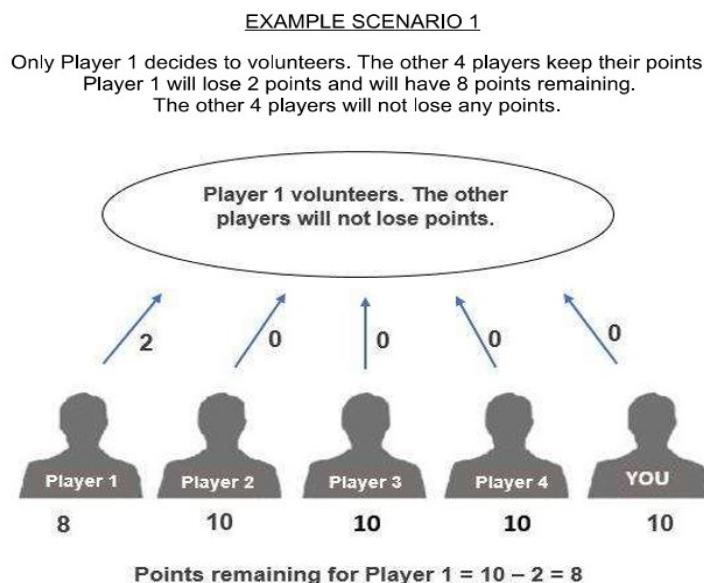 EXAMPLE SCENARIO 1
Only Player 1 decides to volunteers. The other 4 players keep their points
Player 1 will lose 2 points and will have 8 points remaining.
The other 4 players will not lose any points.
Player 1 volunteers. The other
players will not lose points.
2 0 0 0 0
Player 1 Player 2 Player 3 Player 4 YOU
8 10 10 10 10
Points remaining for Player 1 = 10 – 2 = 8